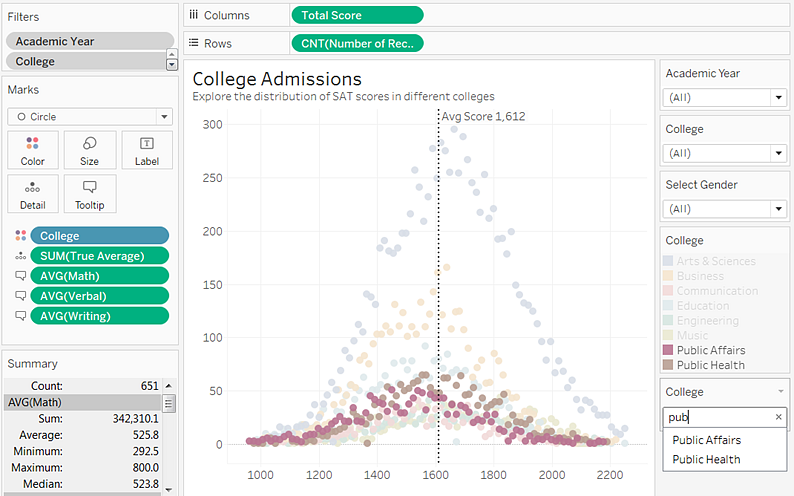 Filters
Academic Year
College
Marks
Circle
Color
Size
Label
Detail
Tooltip
College
SUM(True Average)
AVG(Math)
AVG(Verbal)
AVG(Writing)
Summary
Count: 651
AVG(Math)
Sum: 342,310.1
Average: 525.8
Minimum: 292.5
Maximum: 800.0
Median: 523.8
Columns
Total Score
Rows
CNT(Number of Rec..
College Admissions
Explore the distribution of SAT scores in different colleges
Avg Score 1,612
300
250
200
150
100
50
0
1000
1200
1400
1600
1800
2000
2200
Academic Year
(All)
College
(All)
Select Gender
(All)
College
Arts & Sciences
Business
Communication
Education
Engineering
Music
Public Affairs
Public Health
College
pub
Public Affairs
Public Health